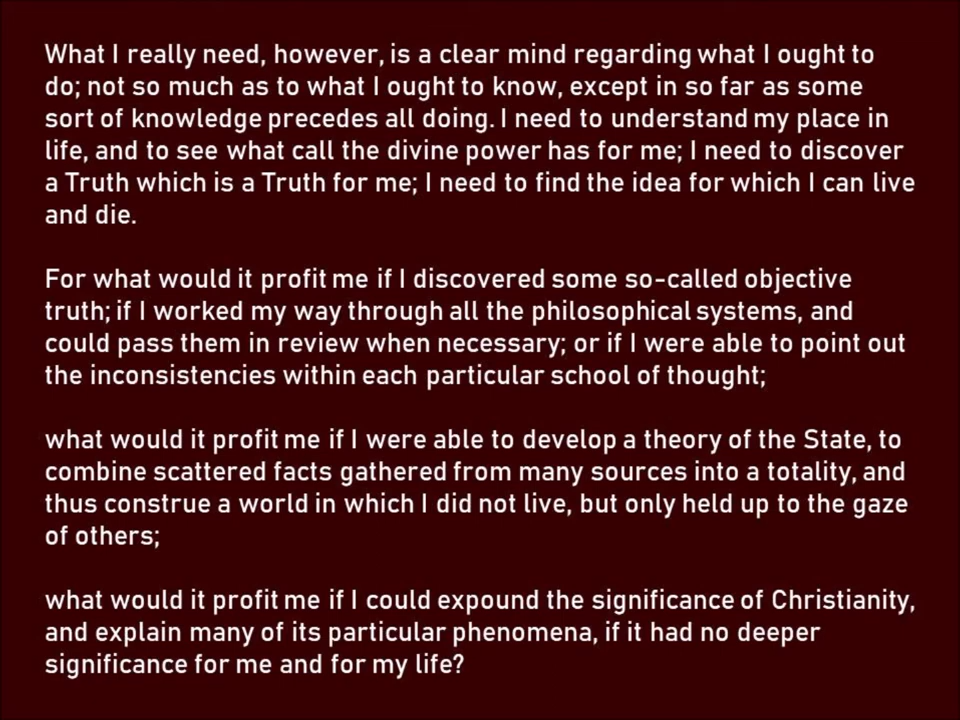 What I really need, however, is a clear mind regarding what I ought to
do; not so much as to what I ought to know, except in so far as some
sort of knowledge precedes all doing. I need to understand my place in
life, and to see what call the divine power has for me; I need to discover
a Truth which is a Truth for me; I need to find the idea for which I can live
and die.
For what would it profit me if I discovered some so-called objective
truth; if I worked my way through all the philosophical systems, and
could pass them in review when necessary; or if I were able to point out
the inconsistencies within each particular school of thought;
what would it profit me if I were able to develop a theory of the State, to
combine scattered facts gathered from many sources into a totality, and
thus construe a world in which I did not live, but only held up to the gaze
of others;
what would it profit me if I could expound the significance of Christianity,
and explain many of its particular phenomena, if it had no deeper
significance for me and for my life?